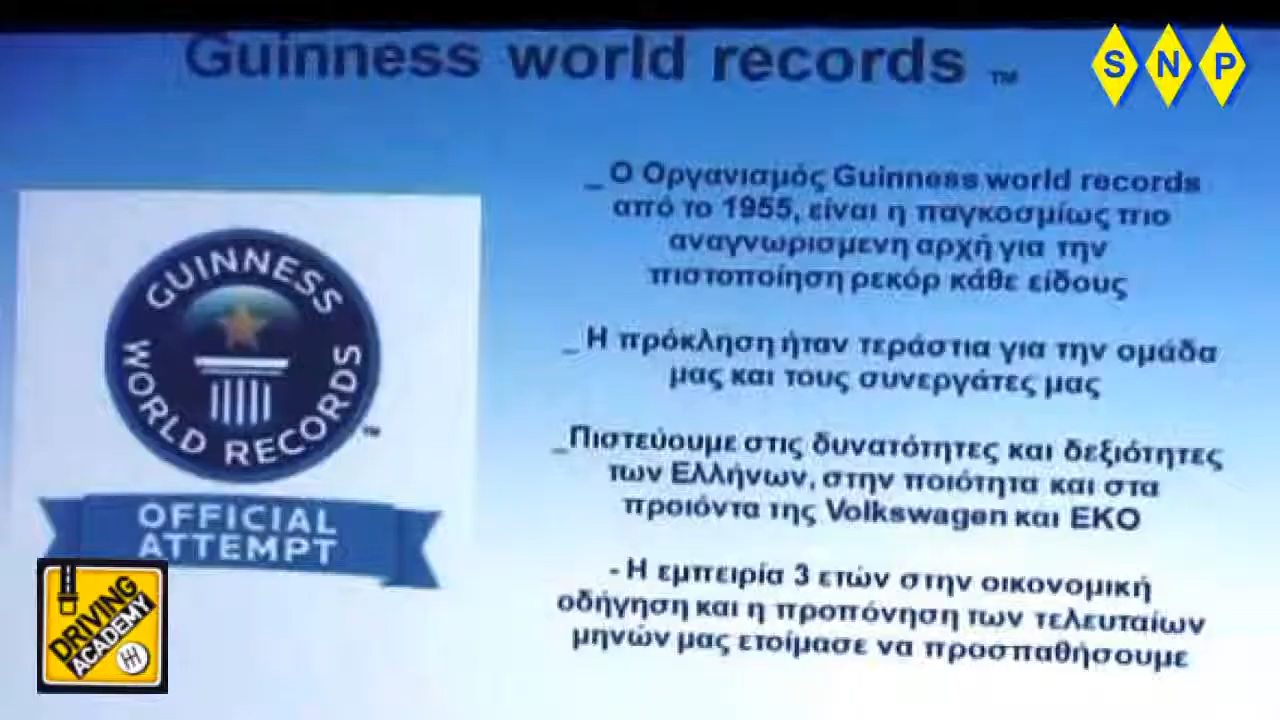 Guinness world records ™
S N P
_ Ο Οργανισμός Guinness world records
από το 1955, είναι η παγκοσμίως πιο
αναγνωρισμενη αρχή για την
πιστοποίηση ρεκόρ κάθε είδους
_ Η πρόκληση ήταν τεράστια για την ομάδα
μας και τους συνεργάτες μας
_Πιστεύουμε στις δυνατότητες και δεξιότητες
των Ελλήνων, στην ποιότητα και στα
προιόντα της Volkswagen και ΕΚΟ
- Η εμπειρία 3 ετών στην οικονομική
οδήγηση και η προπόνηση των τελευταίων
μηνών μας ετοίμασε να προσπαθήσουμε
GUINNESS
WORLD RECORDS ™
OFFICIAL
ATTEMPT
DRIVING
ACADEMY